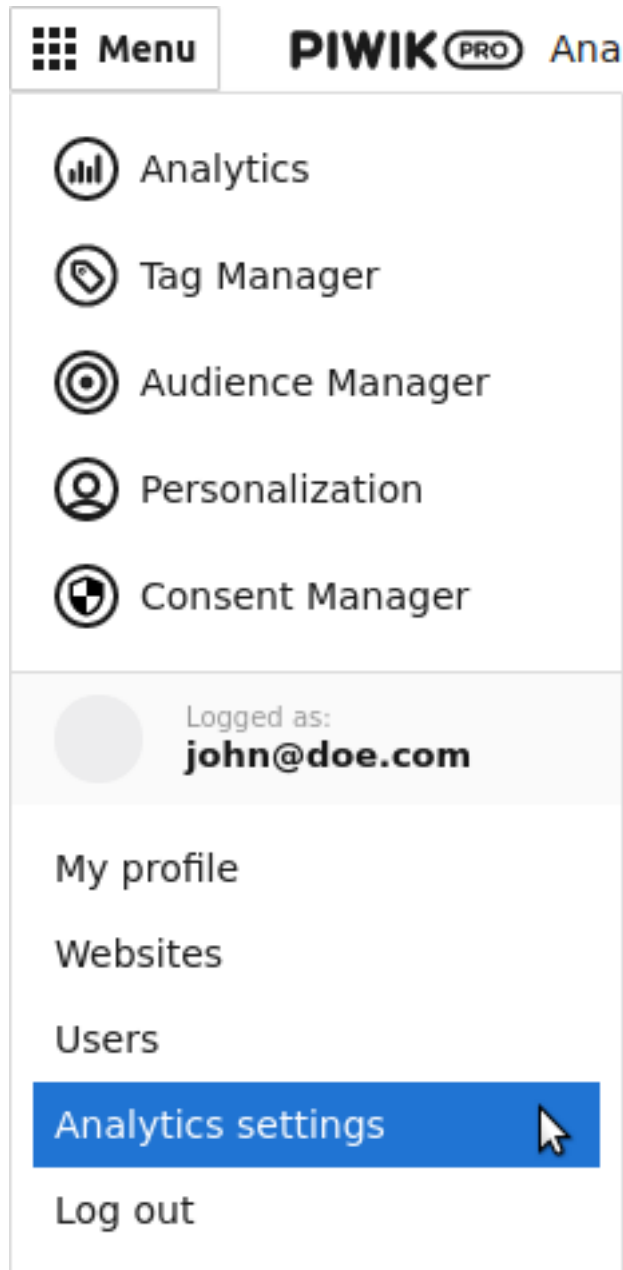 Menu
PIWIK PRO Ana
Analytics
Tag Manager
Audience Manager
Personalization
Consent Manager
Logged as:
john@doe.com
My profile
Websites
Users
Analytics settings
Log out